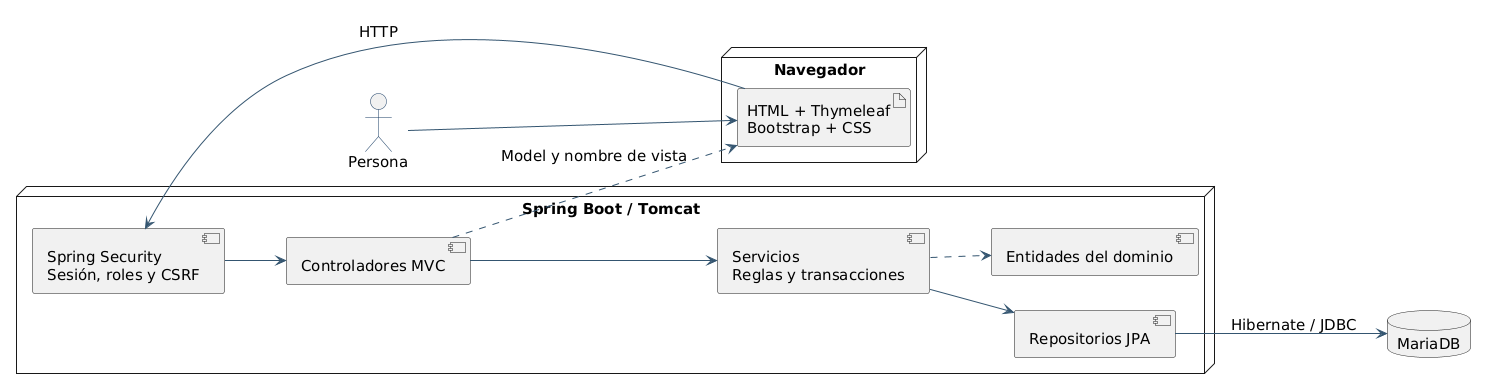 HTTP
Navegador
HTML + Thymeleaf
Bootstrap + CSS
Persona
Model y nombre de vista
Spring Boot / Tomcat
Spring Security
Sesión, roles y CSRF
Controladores MVC
Servicios
Reglas y transacciones
Entidades del dominio
Repositorios JPA
Hibernate / JDBC
MariaDB